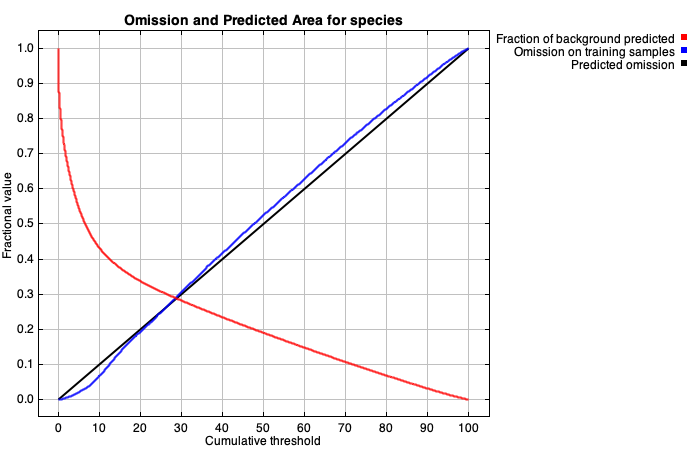 Omission and Predicted Area for species
Fraction of background predicted
Omission on training samples
Predicted omission
Fractional value
1.0
0.9
0.8
0.7
0.6
0.5
0.4
0.3
0.2
0.1
0.0
0 10 20 30 40 50 60 70 80 90 100
Cumulative threshold